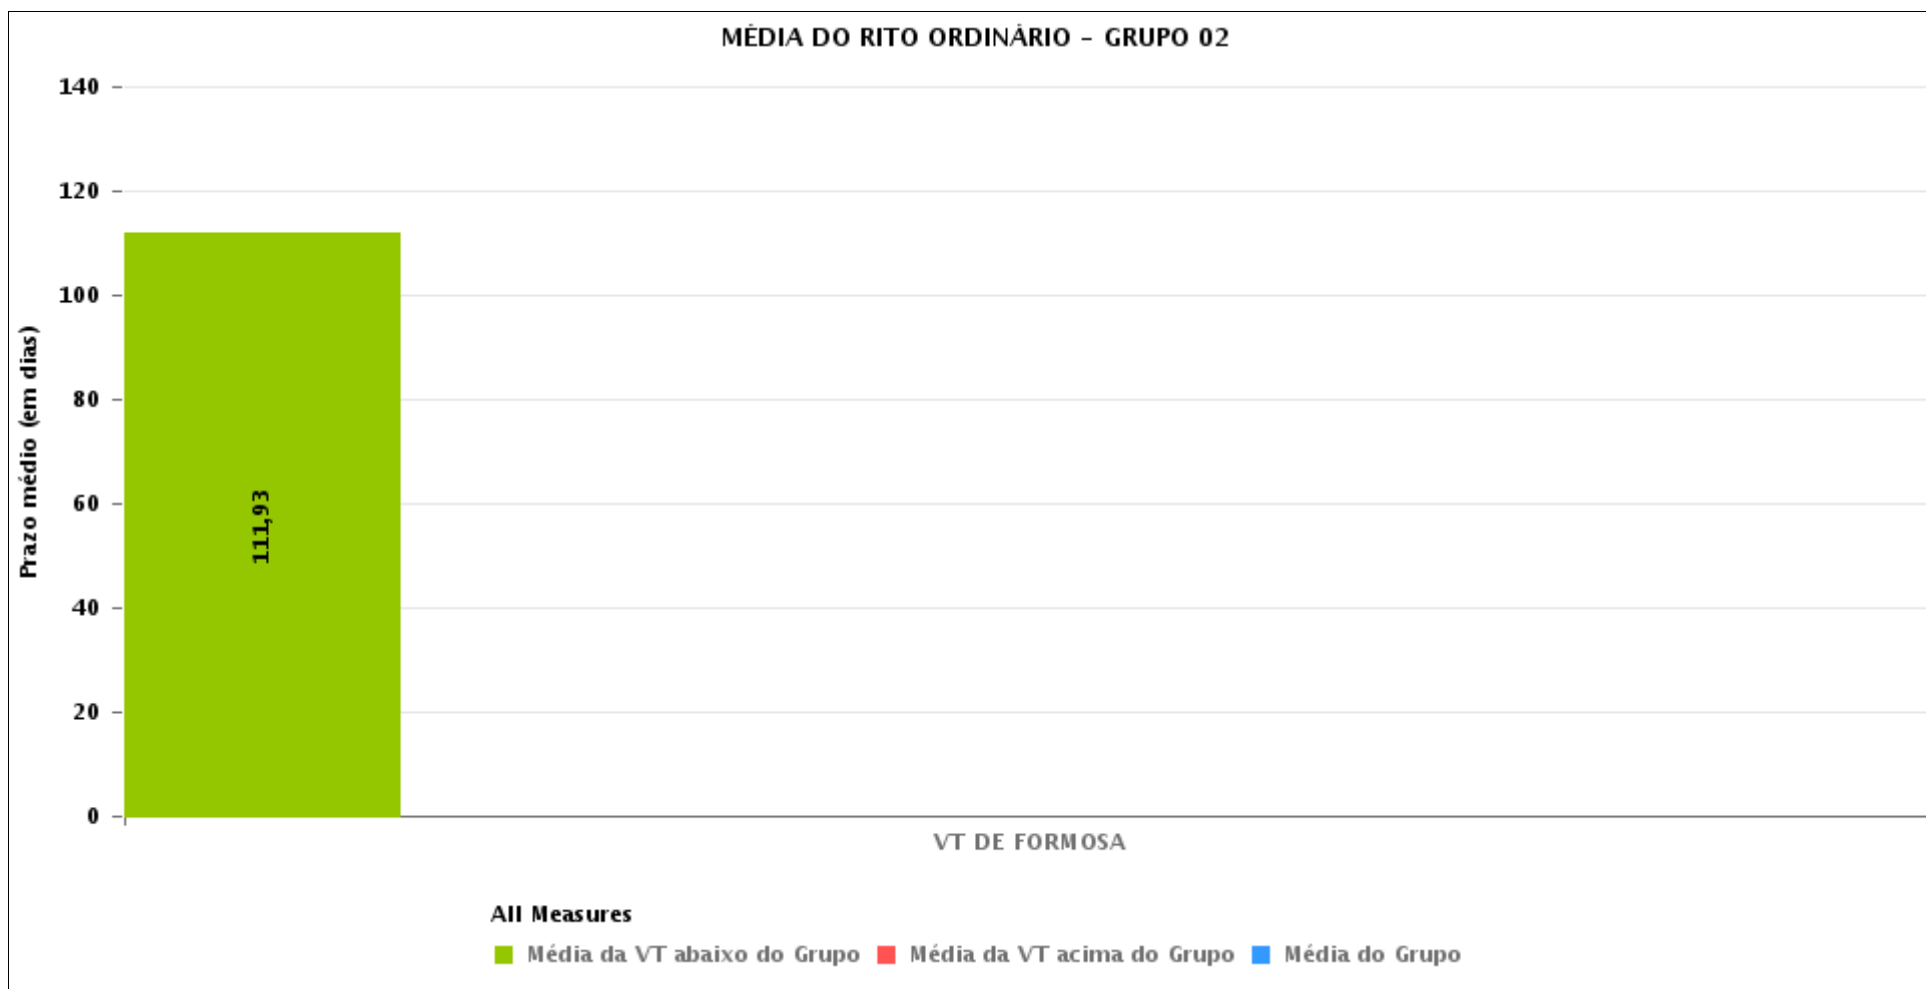 MÉDIA DO RITO ORDINÁRIO - GRUPO 02
Prazo médio (em dias)
140
120
100
80
60
40
20
0
111,93
VT DE FORMOSA
All Measures
Média da VT abaixo do Grupo Média da VT acima do Grupo Média do Grupo